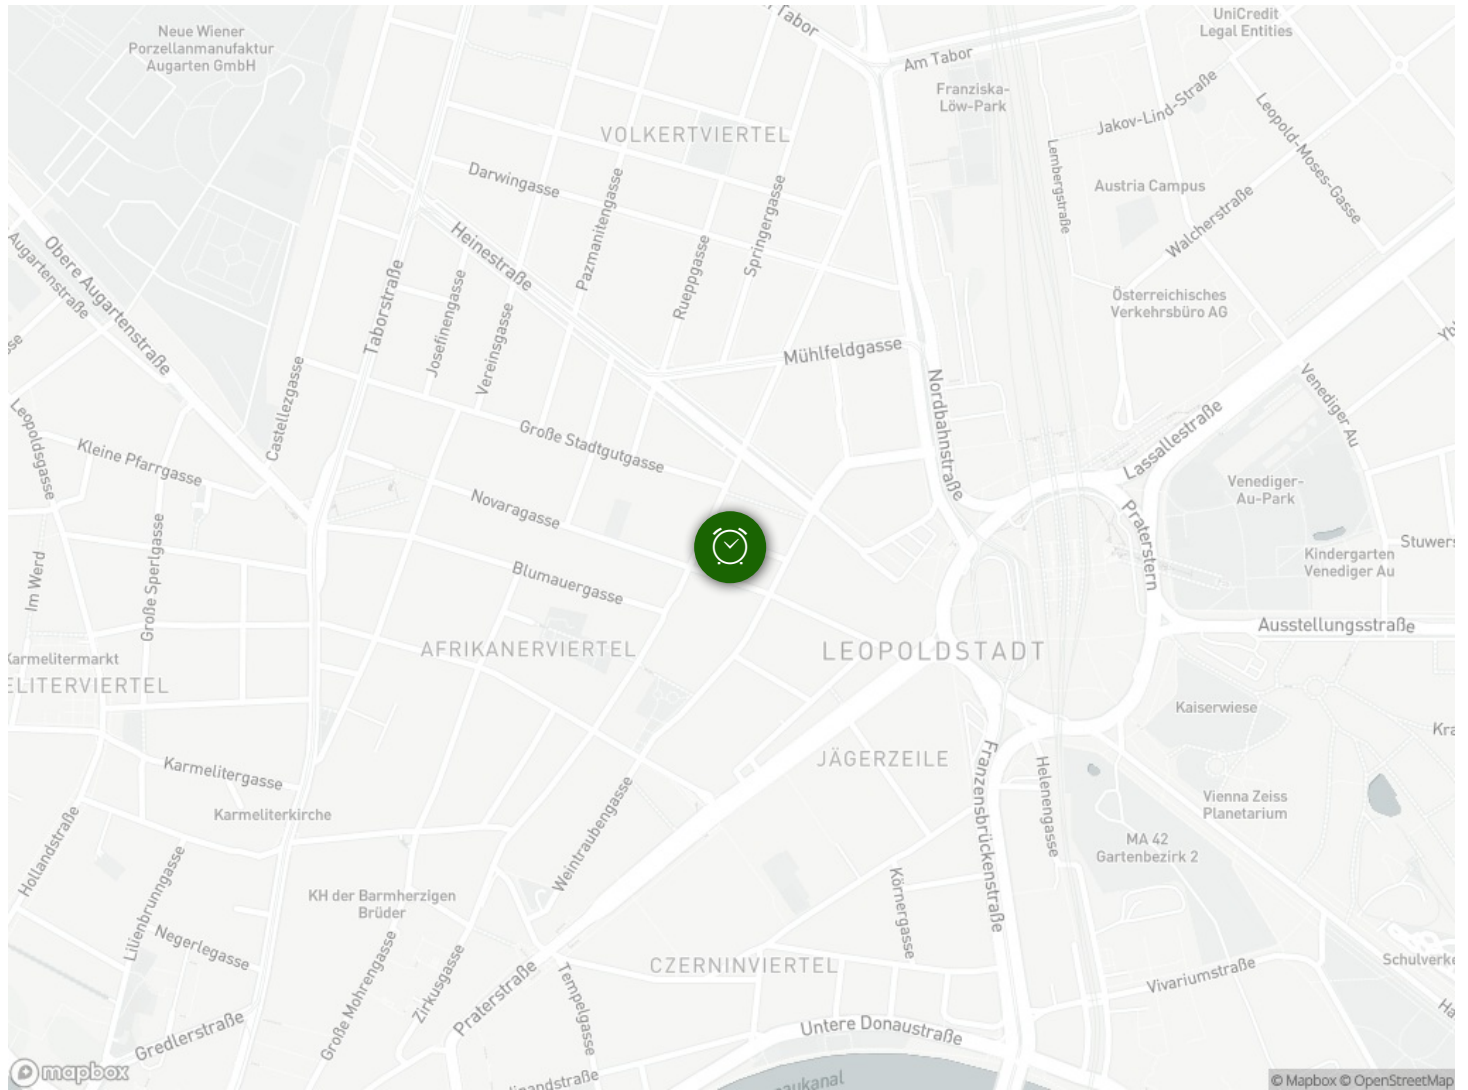 Neue Wiener
Porzellanmanufaktur
Augarten GmbH
Tabor
UniCredit
Legal Entities
Am Tabor
Franziska-
Löw-Park
Jakov-Lind-Straße
Leopold-Moses-Gasse
VOLKERTVIERTEL
Darwingasse
Pazmanitengasse
Springergasse
Lembergstraße
Austria Campus
Walcherstraße
Heinestraße
Rueppgasse
Obere Augartenstraße
Augartenstraße
Taborstraße
Josefinengasse
Vereinsgasse
Österreichisches
Verkehrsbüro AG
Mühlfeldgasse
Nordbahnstraße
Castellezgasse
Venediger Au
Lassallestraße
Leopoldsgasse
Kleine Pfarrgasse
Große Stadtgutgasse
Venediger-
Au-Park
Novaragasse
Praterstern
Große Sperlgasse
Im Werd
Blumauergasse
Kindergarten
Venediger Au
Stuwers
Ausstellungsstraße
AFRIKANERVIERTEL
LEOPOLDSTADT
Karmelitermarkt
ELITERVIERTEL
Kaiserwiese
Kra
JÄGERZEILE
Karmelitergasse
Karmeliterkirche
Franzensbrückenstraße
Helenengasse
Vienna Zeiss
Planetarium
MA 42
Gartenbezirk 2
Hollandstraße
Weintraubengasse
Lilienbrunngasse
KH der Barmherzigen
Brüder
Körnergasse
Negerlegasse
Große Mohrengasse
Zirkusgasse
Praterstraße
Tempelgasse
CZERNINVIERTEL
Vivariumstraße
Schulverke
Gredlerstraße
Untere Donaustraße
nandstraße
aukanal
mapbox
© Mapbox © OpenStreetMap